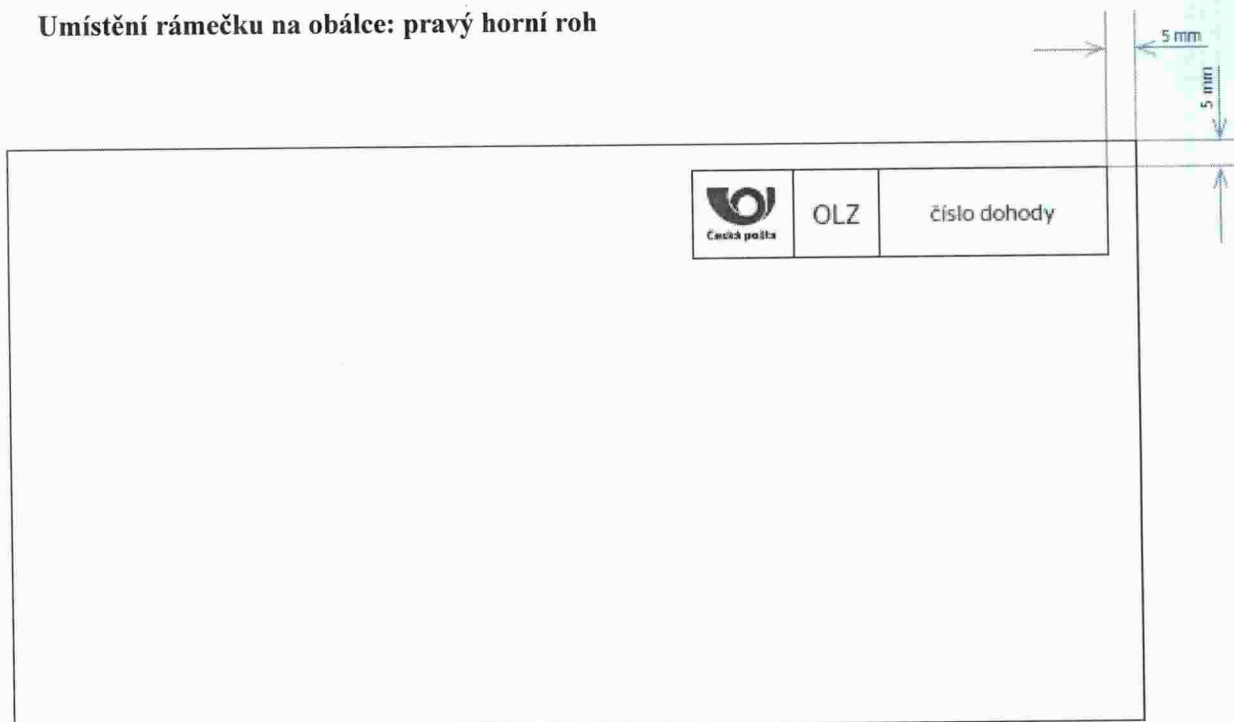 Umístění rámečku na obálce: pravý horní roh
5 mm
5 mm
Česká pošta
OLZ
číslo dohody